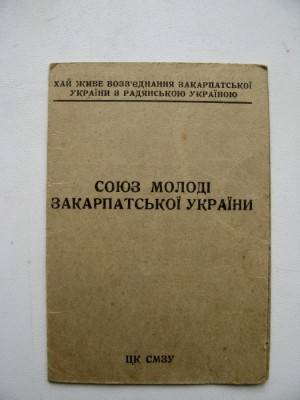 ХАЙ ЖИВЕ ВОЗЗ'ЄДНАННЯ ЗАКАРПАТСЬКОЇ
УКРАЇНИ З РАДЯНСЬКОЮ УКРАЇНОЮ
СОЮЗ МОЛОДІ
ЗАКАРПАТСЬКОЇ УКРАЇНИ
ЦК СМЗУ